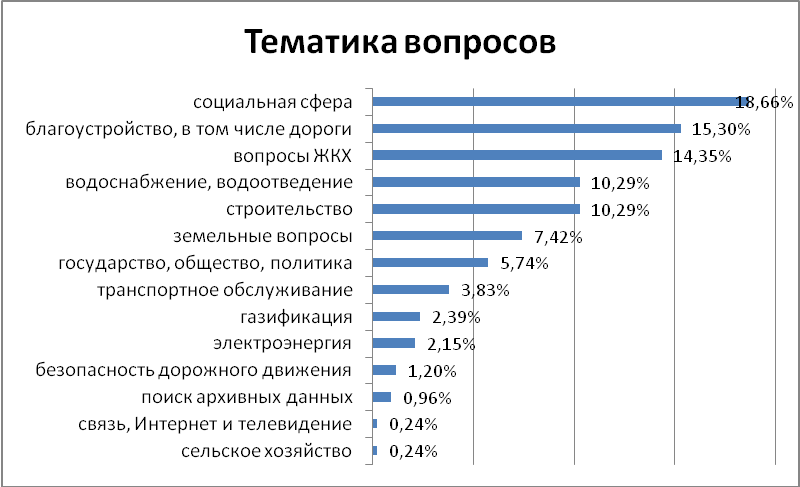 Тематика вопросов
социальная сфера 18,66%
благоустройство, в том числе дороги 15,30%
вопросы ЖКХ 14,35%
водоснабжение, водоотведение 10,29%
строительство 10,29%
земельные вопросы 7,42%
государство, общество, политика 5,74%
транспортное обслуживание 3,83%
газификация 2,39%
электроэнергия 2,15%
безопасность дорожного движения 1,20%
поиск архивных данных 0,96%
связь, Интернет и телевидение 0,24%
сельское хозяйство 0,24%